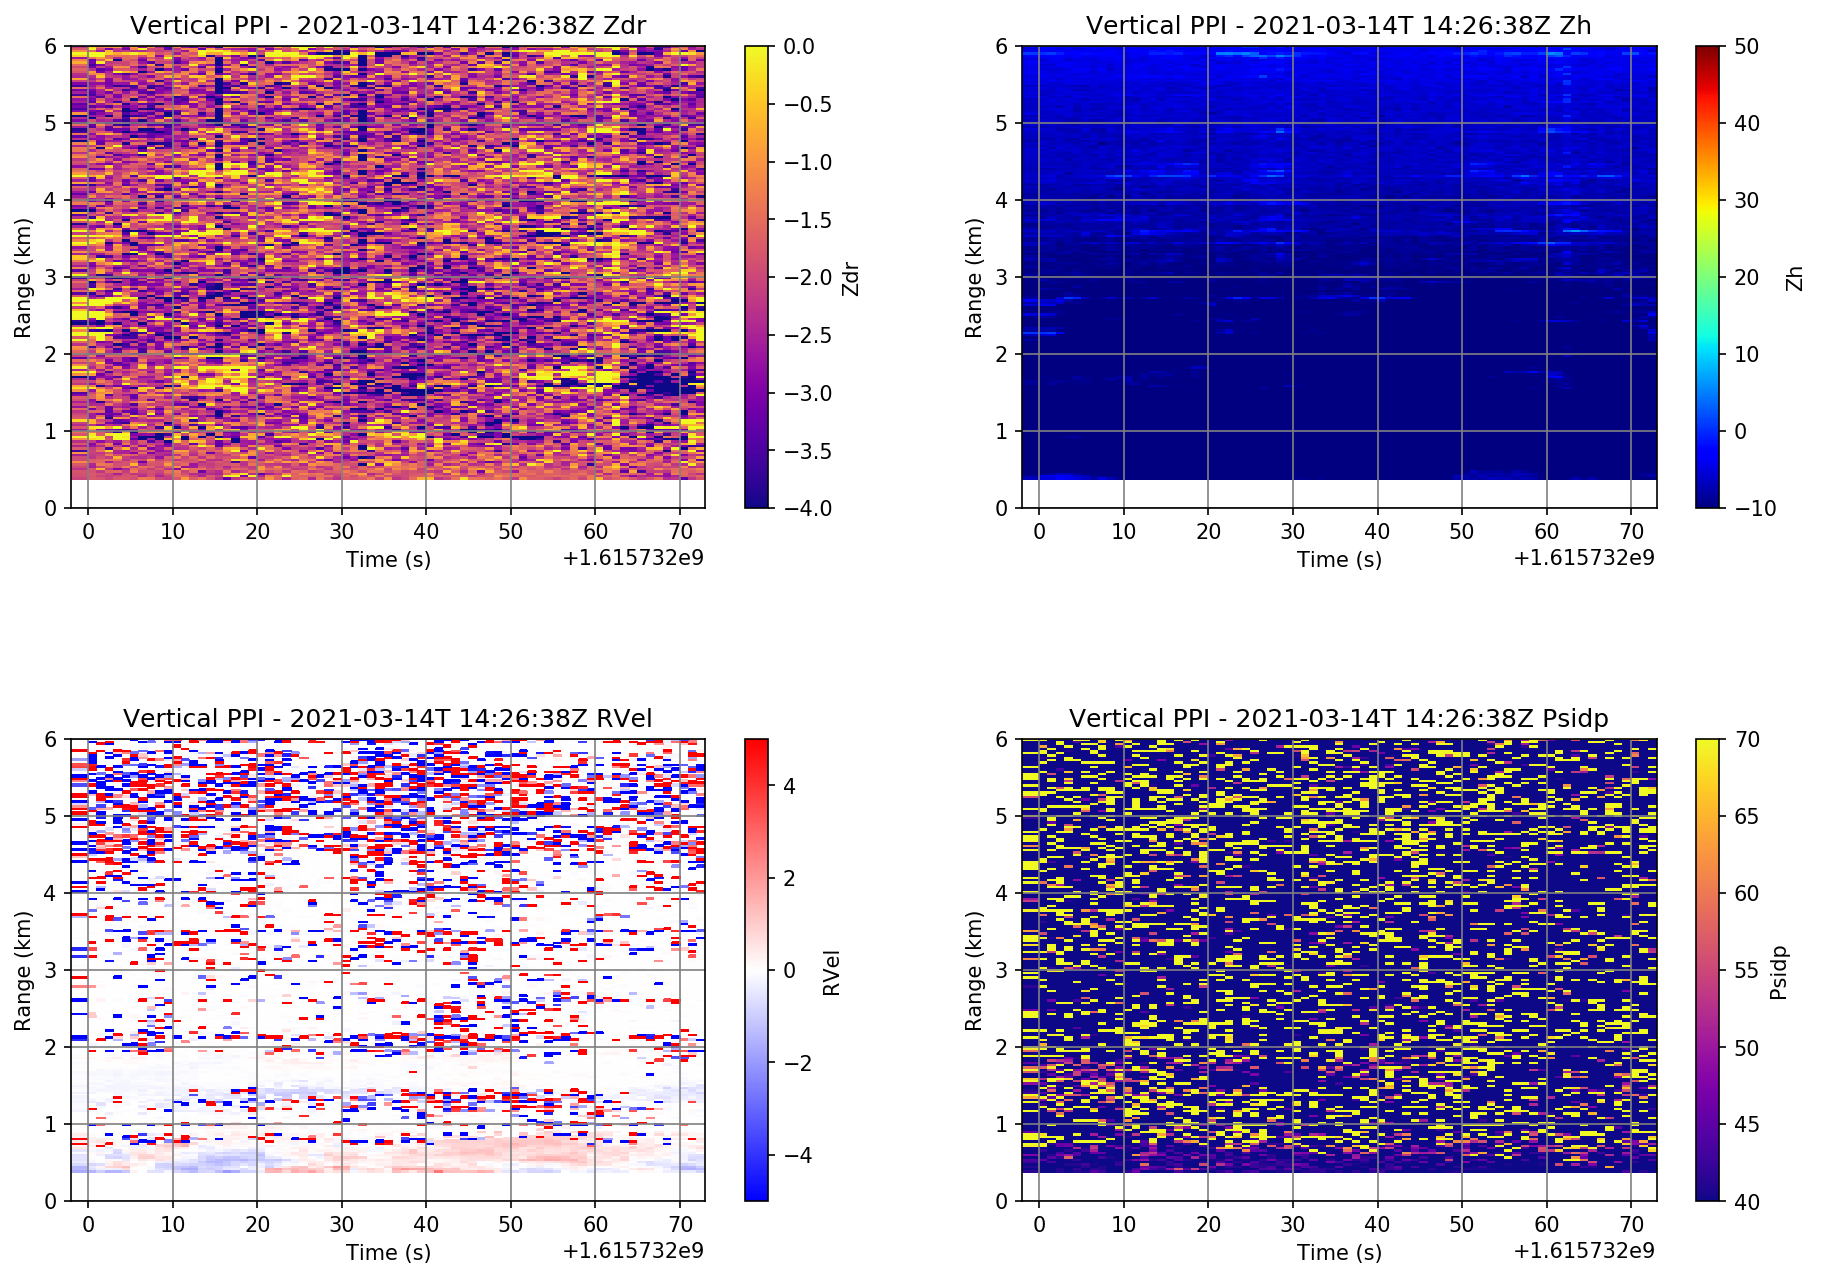 Vertical PPI - 2021-03-14T 14:26:38Z Zdr
6
5
4
3
2
1
0
Range (km)
0 10 20 30 40 50 60 70
Time (s)
+1.615732e9
0.0
−0.5
−1.0
−1.5
−2.0
−2.5
−3.0
−3.5
−4.0
Zdr
Vertical PPI - 2021-03-14T 14:26:38Z Zh
6
5
4
3
2
1
0
Range (km)
0 10 20 30 40 50 60 70
Time (s)
+1.615732e9
50
40
30
20
10
0
−10
Zh
Vertical PPI - 2021-03-14T 14:26:38Z RVel
6
5
4
3
2
1
0
Range (km)
0 10 20 30 40 50 60 70
Time (s)
+1.615732e9
4
2
0
−2
−4
RVel
Vertical PPI - 2021-03-14T 14:26:38Z Psidp
6
5
4
3
2
1
0
Range (km)
0 10 20 30 40 50 60 70
Time (s)
+1.615732e9
70
65
60
55
50
45
40
Psidp